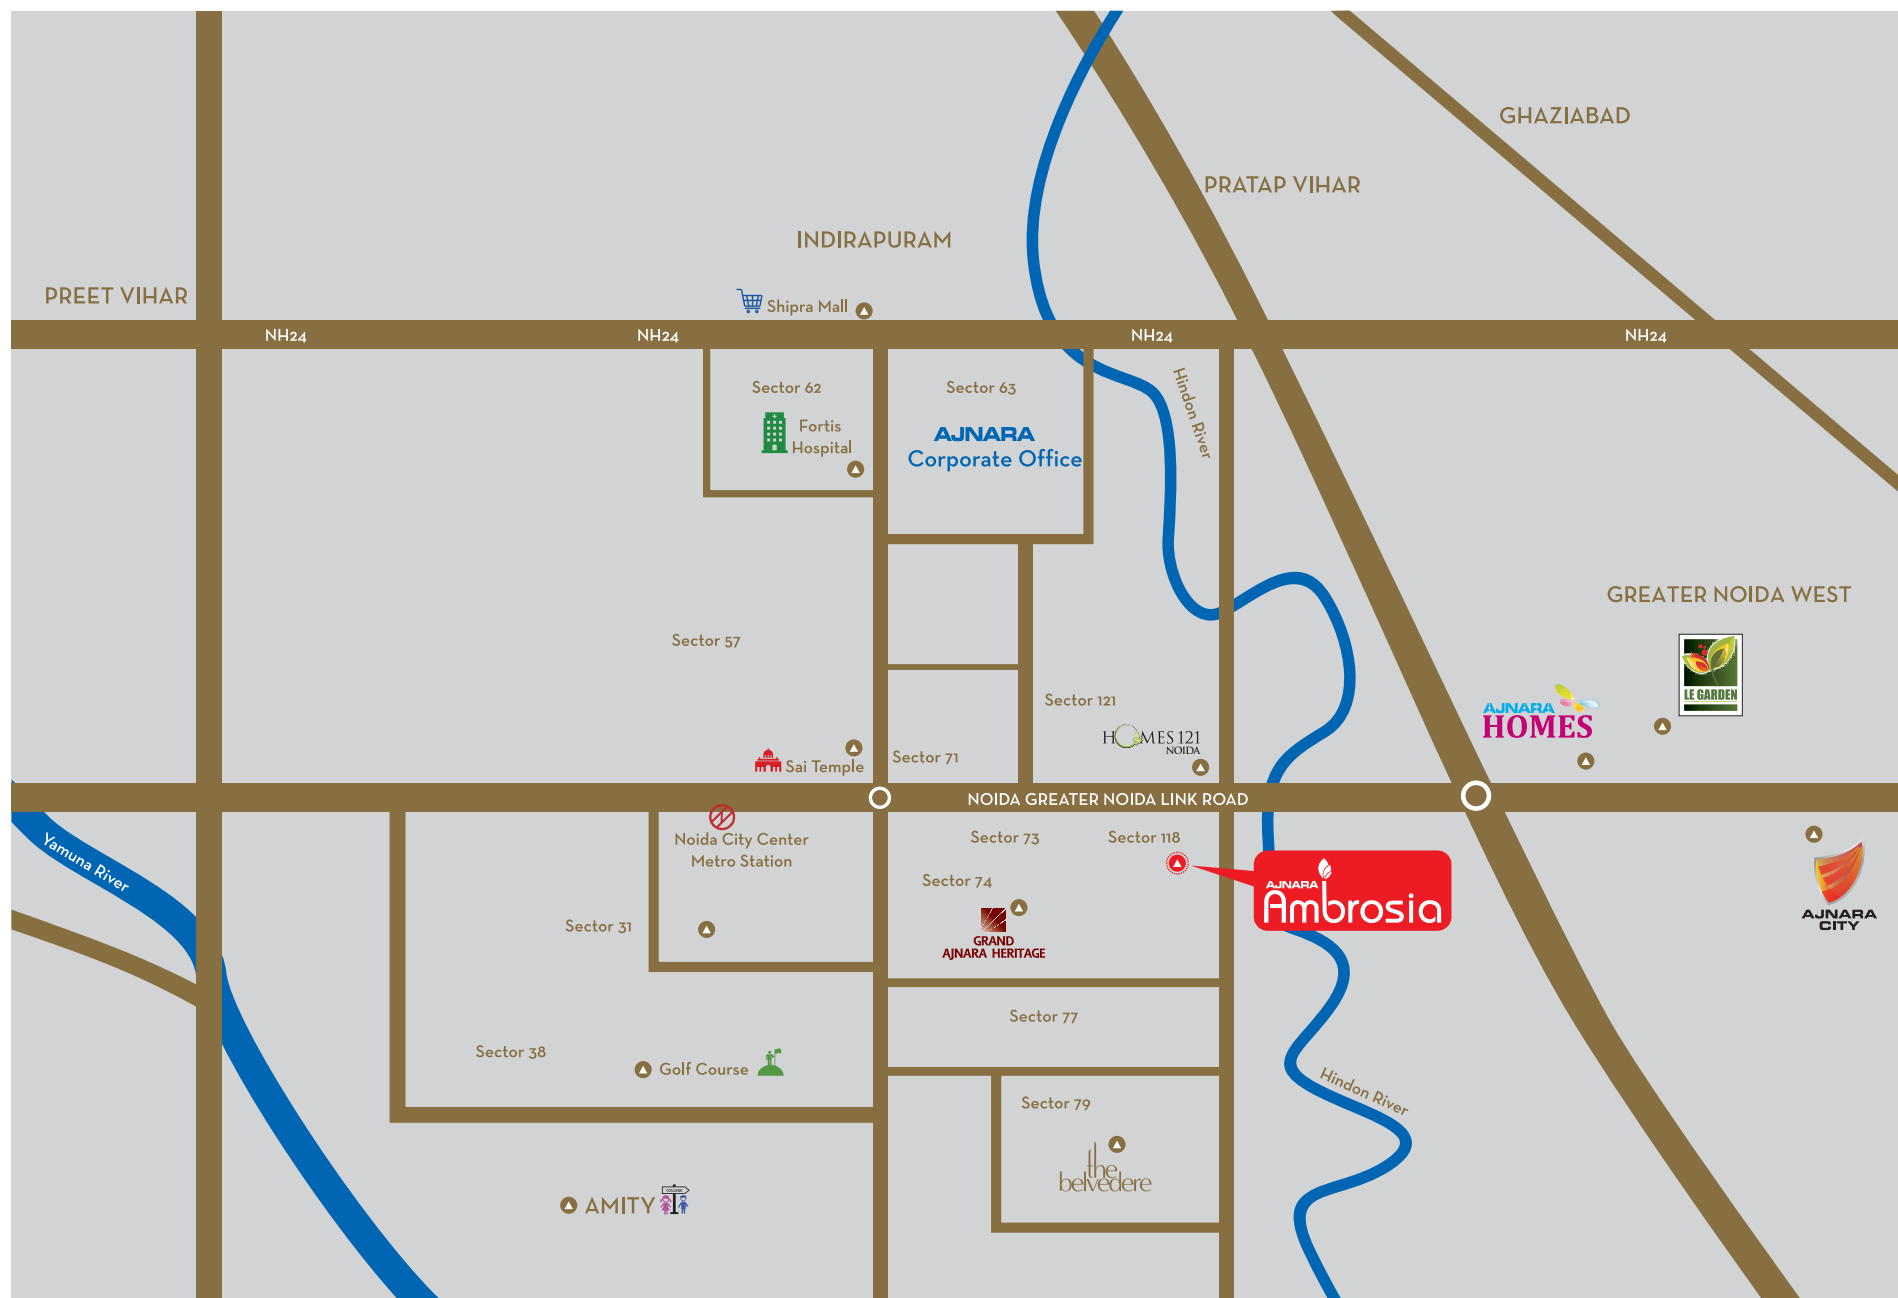 GHAZIABAD
PRATAP VIHAR
INDIRAPURAM
PREET VIHAR
Shipra Mall
NH24
NH24
NH24
NH24
Sector 62
Fortis
Hospital
Sector 63
AJNARA
Corporate Office
Hindon River
GREATER NOIDA WEST
LE GARDEN
AJNARA
HOMES
Sector 57
Sector 121
HOMES 121
NOIDA
Sai Temple
Sector 71
NOIDA GREATER NOIDA LINK ROAD
Yamuna River
Noida City Center
Metro Station
Sector 73
Sector 118
Sector 74
GRAND
AJNARA HERITAGE
AJNARA
Ambrosia
AJNARA
CITY
Sector 31
Sector 77
Sector 38
Golf Course
Hindon River
Sector 79
the
belvedere
AMITY